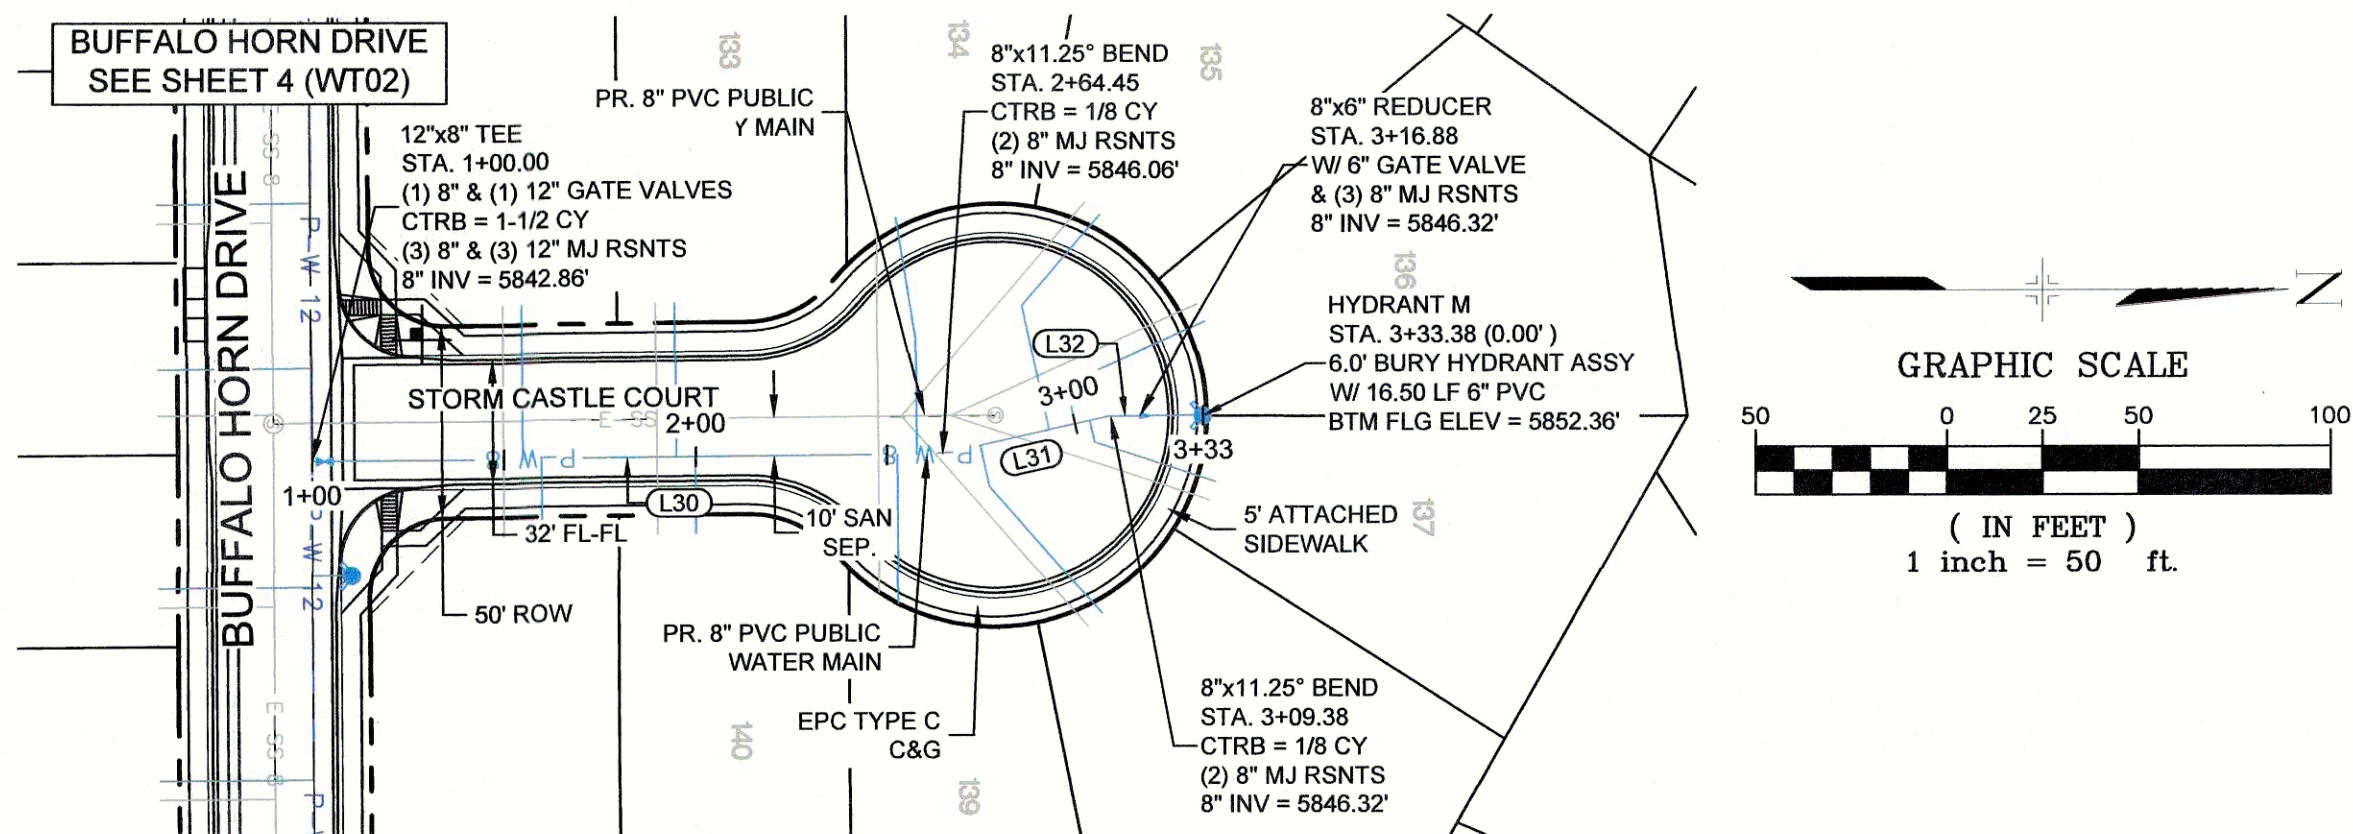 BUFFALO HORN DRIVE
SEE SHEET 4 (WT02)
12"x8" TEE
STA. 1+00.00
(1) 8" & (1) 12" GATE VALVES
CTRB = 1-1/2 CY
(3) 8" & (3) 12" MJ RSNTS
8" INV = 5842.86'
PR. 8" PVC PUBLIC
Y MAIN
8"x11.25° BEND
STA. 2+64.45
CTRB = 1/8 CY
(2) 8" MJ RSNTS
8" INV = 5846.06'
8"x6" REDUCER
STA. 3+16.88
W/ 6" GATE VALVE
& (3) 8" MJ RSNTS
8" INV = 5846.32'
HYDRANT M
STA. 3+33.38 (0.00' )
6.0' BURY HYDRANT ASSY
W/ 16.50 LF 6" PVC
BTM FLG ELEV = 5852.36'
133
134
135
136
137
139
140
BUFFALO HORN DRIVE
E-SS 8
P-W 12
W 12
E-SS 8
P-W
STORM CASTLE COURT
E-SS
2+00
P-W 8
P W 8
L32
3+00
L31
3+33
1+00
L30
32' FL-FL
10' SAN
SEP.
5' ATTACHED
SIDEWALK
50' ROW
PR. 8" PVC PUBLIC
WATER MAIN
EPC TYPE C
C&G
8"x11.25° BEND
STA. 3+09.38
CTRB = 1/8 CY
(2) 8" MJ RSNTS
8" INV = 5846.32'
N
GRAPHIC SCALE
50 0 25 50 100
( IN FEET )
1 inch = 50 ft.